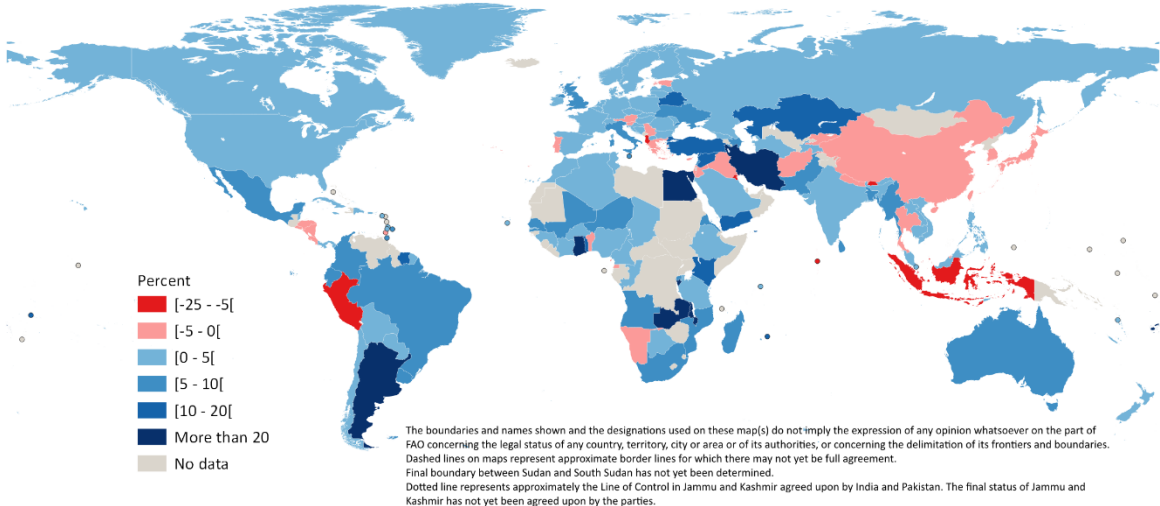 Percent
[-25 - -5[
[-5 - 0[
[0 - 5[
[5 - 10[
[10 - 20[
More than 20
No data
The boundaries and names shown and the designations used on these map(s) do not imply the expression of any opinion whatsoever on the part of
FAO concerning the legal status of any country, territory, city or area or of its authorities, or concerning the delimitation of its frontiers and boundaries.
Dashed lines on maps represent approximate border lines for which there may not yet be full agreement.
Final boundary between Sudan and South Sudan has not yet been determined.
Dotted line represents approximately the Line of Control in Jammu and Kashmir agreed upon by India and Pakistan. The final status of Jammu and
Kashmir has not yet been agreed upon by the parties.